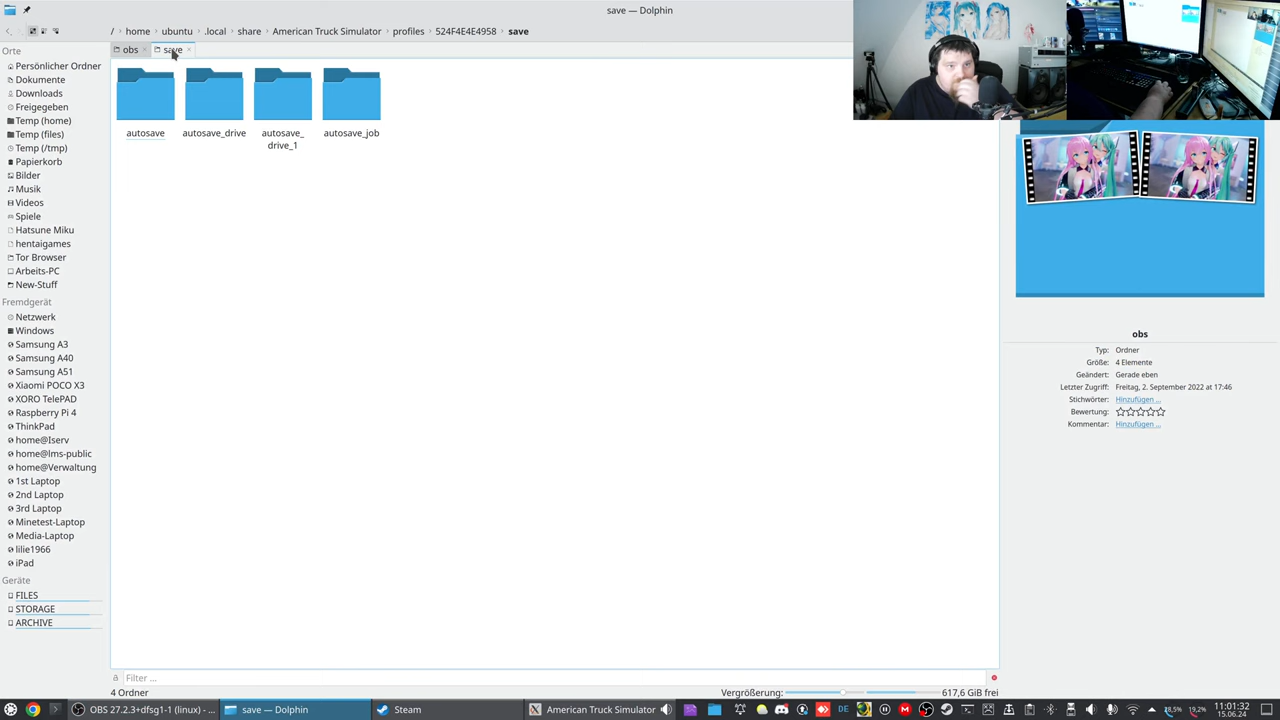 save — Dolphin
/ home ubuntu .local share American Truck Simulator profiles 524F4E4E4958 save
obs
save
Orte
Persönlicher Ordner
Dokumente
Downloads
Freigegeben
Temp (home)
Temp (files)
Temp (/tmp)
Papierkorb
Bilder
Musik
Videos
Spiele
Hatsune Miku
hentaigames
Tor Browser
Arbeits-PC
New-Stuff
Fremdgerät
Netzwerk
Windows
Samsung A3
Samsung A40
Samsung A51
Xiaomi POCO X3
XORO TelePAD
Raspberry Pi 4
ThinkPad
home@Iserv
home@lms-public
home@Verwaltung
1st Laptop
2nd Laptop
3rd Laptop
Minetest-Laptop
Media-Laptop
lilie1966
iPad
Geräte
FILES
STORAGE
ARCHIVE
autosave
autosave_drive
autosave_
drive_1
autosave_job
obs
Typ: Ordner
Größe: 4 Elemente
Geändert: Gerade eben
Letzter Zugriff: Freitag, 2. September 2022 at 17:46
Stichwörter: Hinzufügen ...
Bewertung:
Kommentar: Hinzufügen ...
Filter ...
4 Ordner
Vergrößerung:
617,6 GiB frei
OBS 27.2.3+dfsg1-1 (linux) - ...
save — Dolphin
Steam
American Truck Simulator
DE
28,5%
19,2%
11:01:32
15.06.24